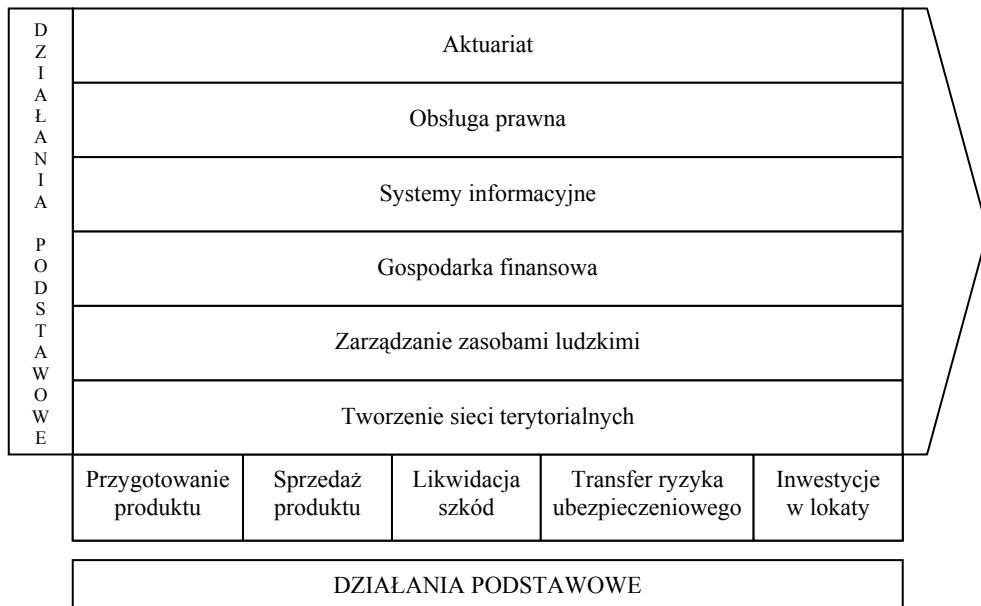 DZIAŁANIA PODSTAWOWE
Aktuariat
Obsługa prawna
Systemy informacyjne
Gospodarka finansowa
Zarządzanie zasobami ludzkimi
Tworzenie sieci terytorialnych
Przygotowanie
produktu
Sprzedaż
produktu
Likwidacja
szkód
Transfer ryzyka
ubezpieczeniowego
Inwestycje
w lokaty
DZIAŁANIA PODSTAWOWE